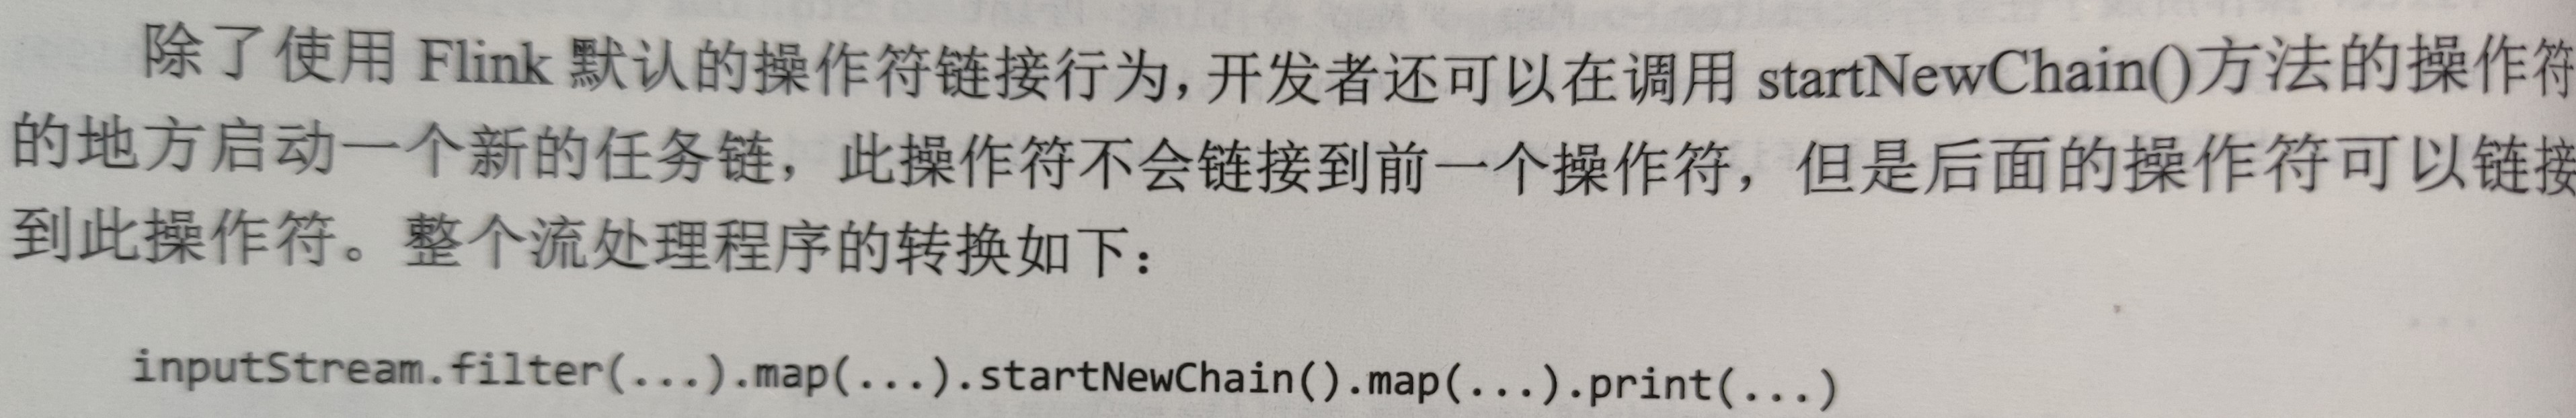 除了使用 Flink 默认的操作符链接行为,开发者还可以在调用 startNewChain()方法的操作符
的地方启动一个新的任务链，此操作符不会链接到前一个操作符，但是后面的操作符可以链接
到此操作符。整个流处理程序的转换如下：
inputStream.filter(...).map(...).startNewChain().map(...).print(...)